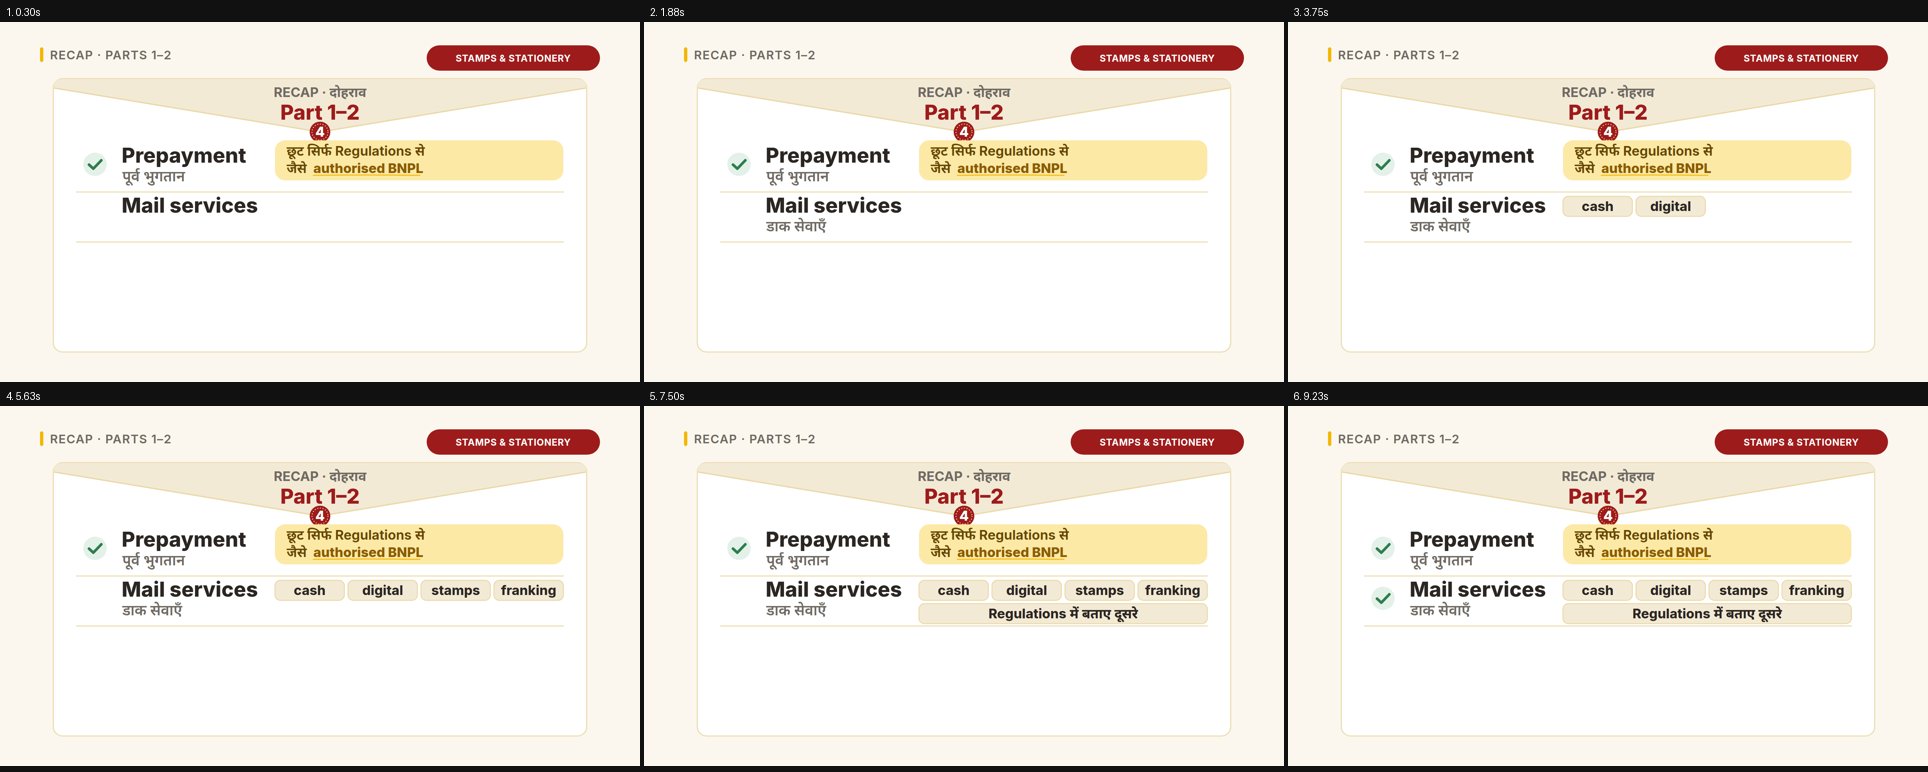 1. 0.30s
RECAP · PARTS 1–2
STAMPS & STATIONERY
RECAP · दोहराव
Part 1–2
4
Prepayment
पूर्व भुगतान
छूट सिर्फ Regulations से
जैसे authorised BNPL
Mail services
2. 1.88s
RECAP · PARTS 1–2
STAMPS & STATIONERY
RECAP · दोहराव
Part 1–2
4
Prepayment
पूर्व भुगतान
छूट सिर्फ Regulations से
जैसे authorised BNPL
Mail services
डाक सेवाएँ
3. 3.75s
RECAP · PARTS 1–2
STAMPS & STATIONERY
RECAP · दोहराव
Part 1–2
4
Prepayment
पूर्व भुगतान
छूट सिर्फ Regulations से
जैसे authorised BNPL
Mail services
डाक सेवाएँ
cash digital
4. 5.63s
RECAP · PARTS 1–2
STAMPS & STATIONERY
RECAP · दोहराव
Part 1–2
4
Prepayment
पूर्व भुगतान
छूट सिर्फ Regulations से
जैसे authorised BNPL
Mail services
डाक सेवाएँ
cash digital stamps franking
5. 7.50s
RECAP · PARTS 1–2
STAMPS & STATIONERY
RECAP · दोहराव
Part 1–2
4
Prepayment
पूर्व भुगतान
छूट सिर्फ Regulations से
जैसे authorised BNPL
Mail services
डाक सेवाएँ
cash digital stamps franking
Regulations में बताए दूसरे
6. 9.23s
RECAP · PARTS 1–2
STAMPS & STATIONERY
RECAP · दोहराव
Part 1–2
4
Prepayment
पूर्व भुगतान
छूट सिर्फ Regulations से
जैसे authorised BNPL
Mail services
डाक सेवाएँ
cash digital stamps franking
Regulations में बताए दूसरे